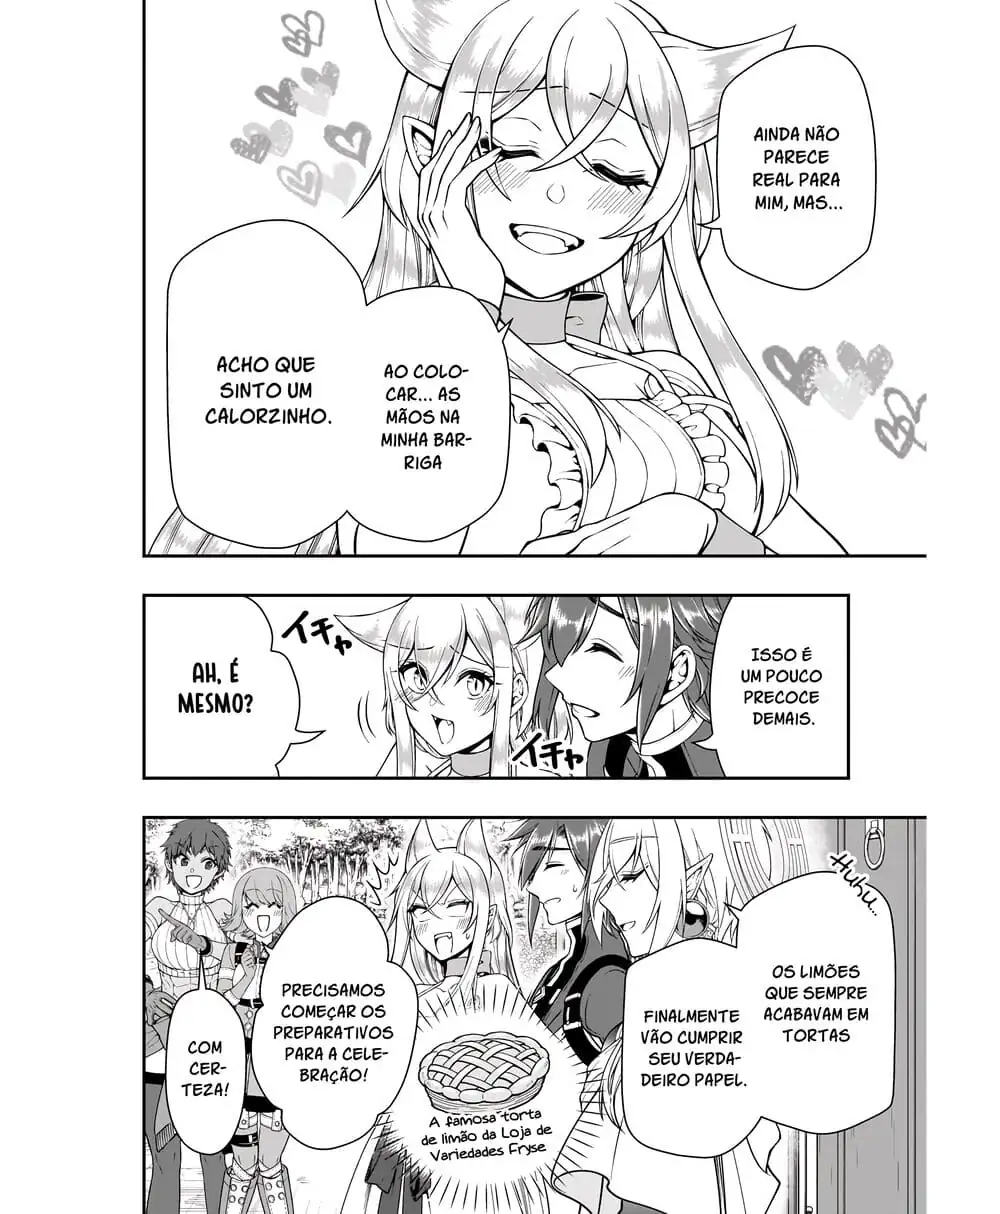 AINDA NÃO
PARECE
REAL PARA
MIM, MAS...
AO COLO-
CAR... AS
MÃOS NA
MINHA BAR-
RIGA
ACHO QUE
SINTO UM
CALORZINHO.
ISSO É
UM POUCO
PRECOCE
DEMAIS.
イチャ
イチャ
AH, É
MESMO?
HUHU...
OS LIMÕES
QUE SEMPRE
ACABAVAM EM
TORTAS
FINALMENTE
VÃO CUMPRIR
SEU VERDA-
DEIRO PAPEL.
A famosa torta
de limão da Loja de
Variedades Fryse
PRECISAMOS
COMEÇAR OS
PREPARATIVOS
PARA A CELE-
BRAÇÃO!
COM
CER-
TEZA!